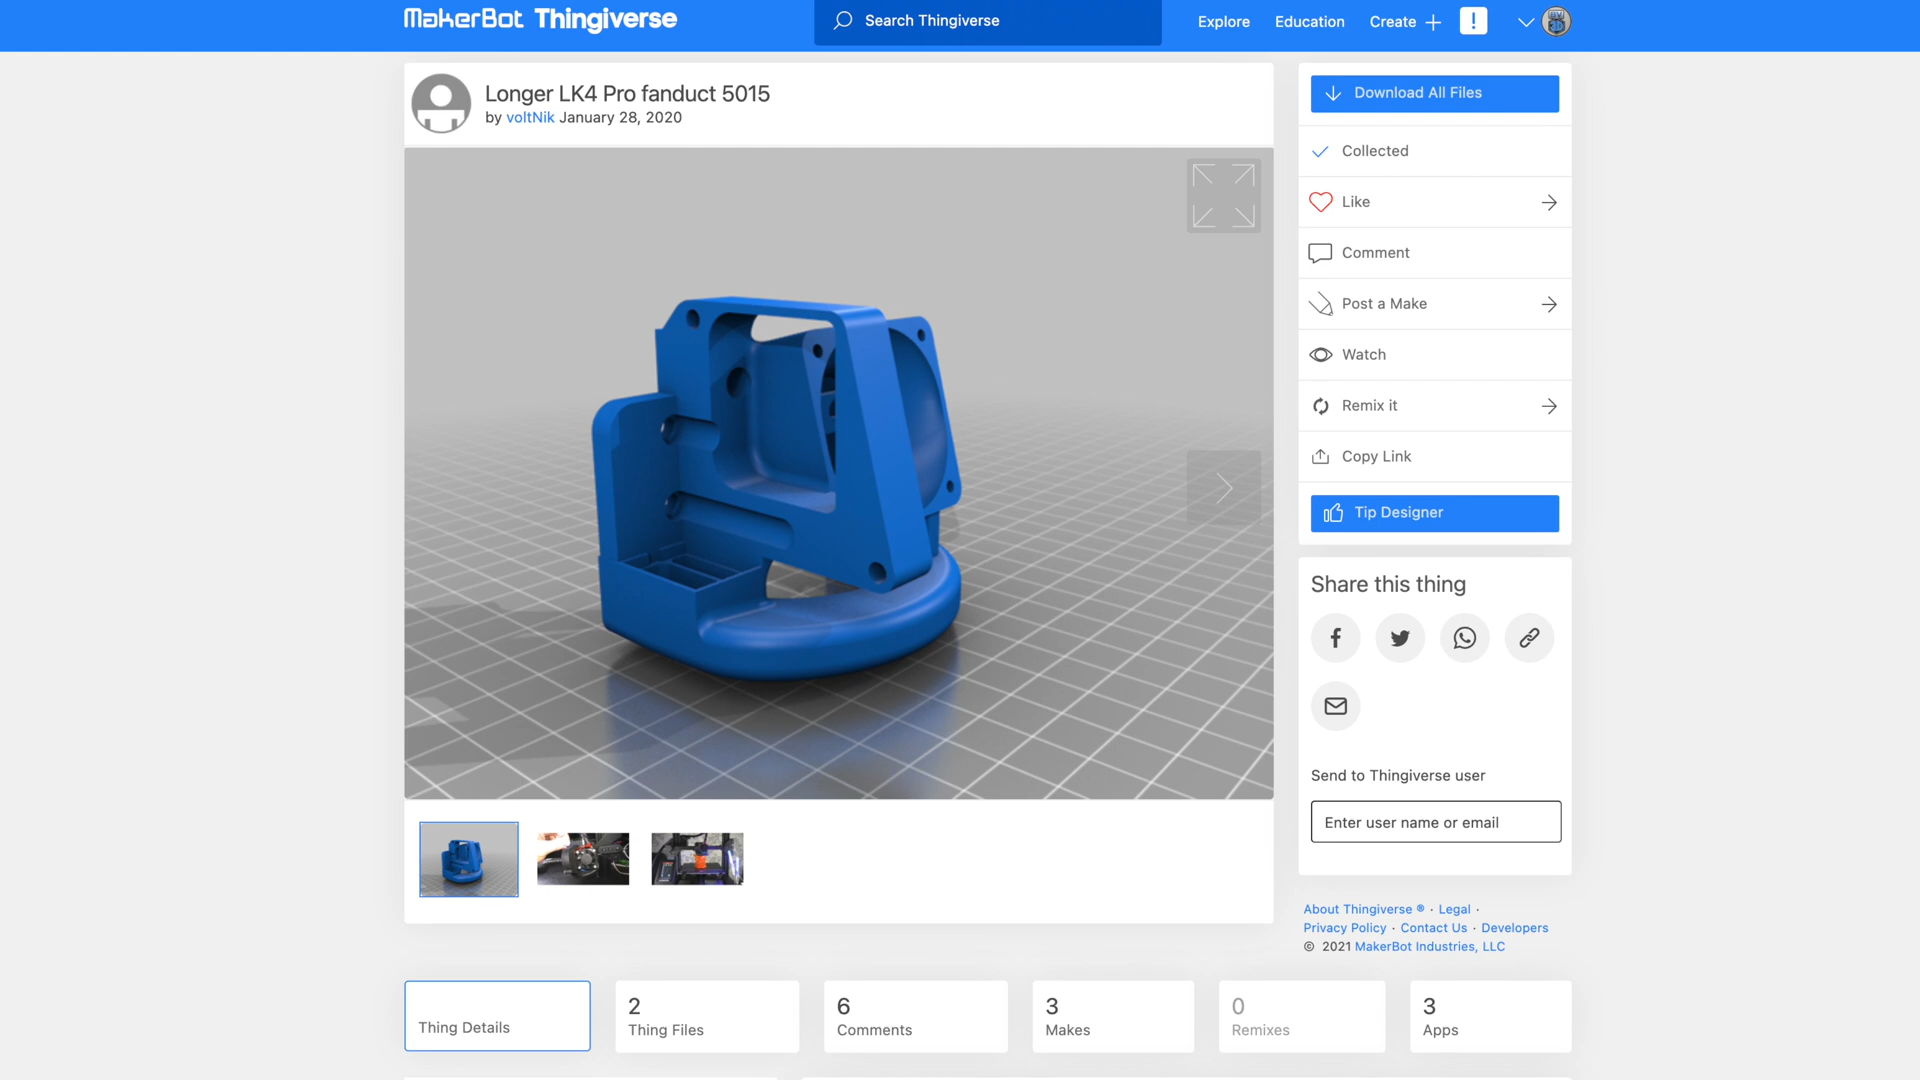 MakerBot Thingiverse
Search Thingiverse
Explore
Education
Create
!
Longer LK4 Pro fanduct 5015
by voltNik January 28, 2020
Download All Files
Collected
Like
Comment
Post a Make
Watch
Remix it
Copy Link
Tip Designer
Share this thing
Send to Thingiverse user
Enter user name or email
About Thingiverse ® · Legal ·
Privacy Policy · Contact Us · Developers
© 2021 MakerBot Industries, LLC
Thing Details
2
Thing Files
6
Comments
3
Makes
0
Remixes
3
Apps